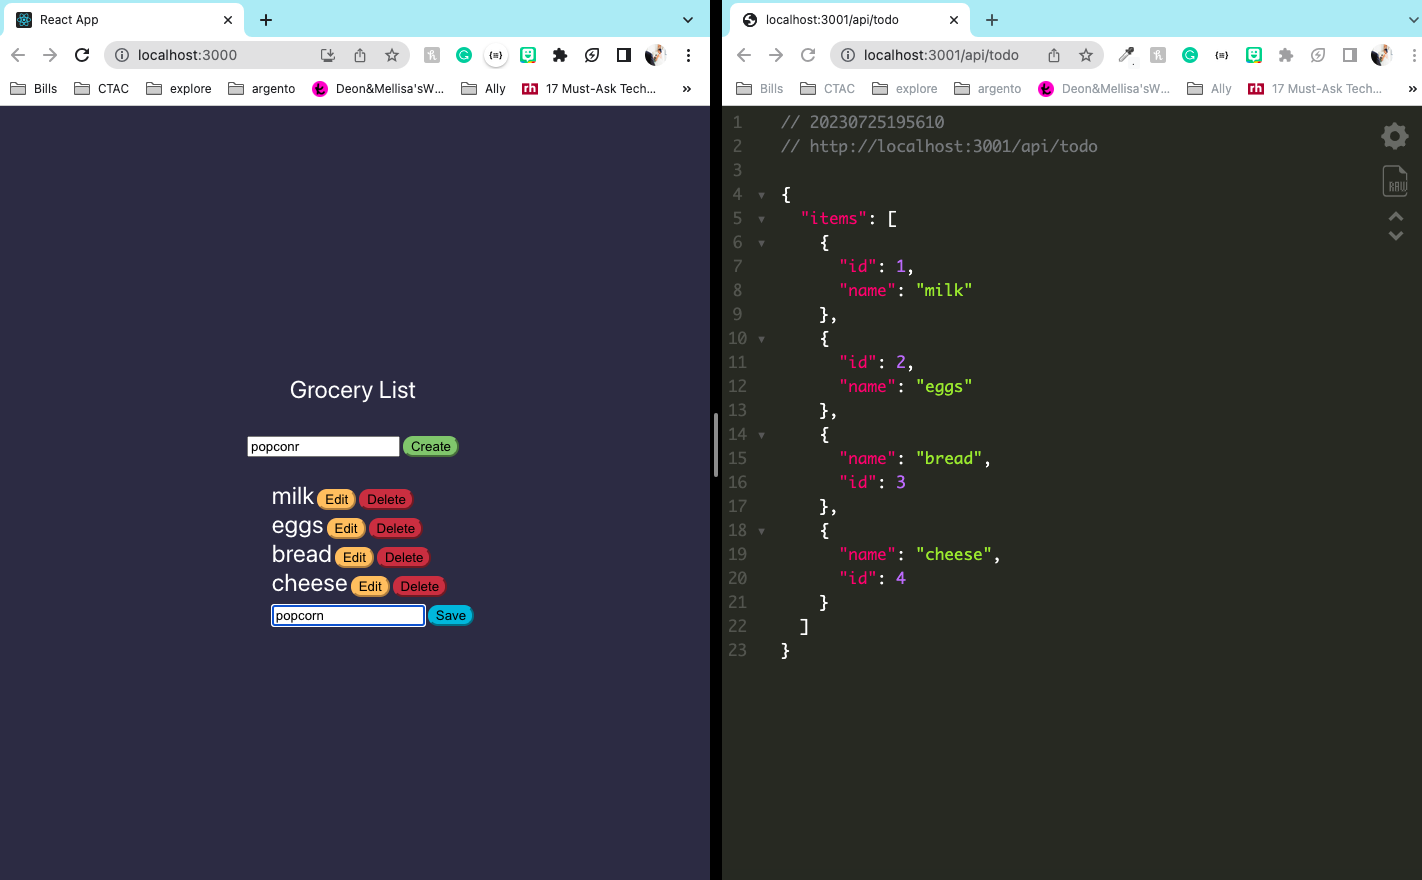 React App
localhost:3000
Bills CTAC explore argento Deon&Mellisa'sW... Ally rh 17 Must-Ask Tech... »
Grocery List
popconr Create
milk Edit Delete
eggs Edit Delete
bread Edit Delete
cheese Edit Delete
popcorn Save
localhost:3001/api/todo
localhost:3001/api/todo
Bills CTAC explore argento Deon&Mellisa'sW... Ally rh 17 Must-Ask Tech... »
1 // 20230725195610
2 // http://localhost:3001/api/todo
3
4 {
5 "items": [
6 {
7 "id": 1,
8 "name": "milk"
9 },
10 {
11 "id": 2,
12 "name": "eggs"
13 },
14 {
15 "name": "bread",
16 "id": 3
17 },
18 {
19 "name": "cheese",
20 "id": 4
21 }
22 ]
23 }
RAW